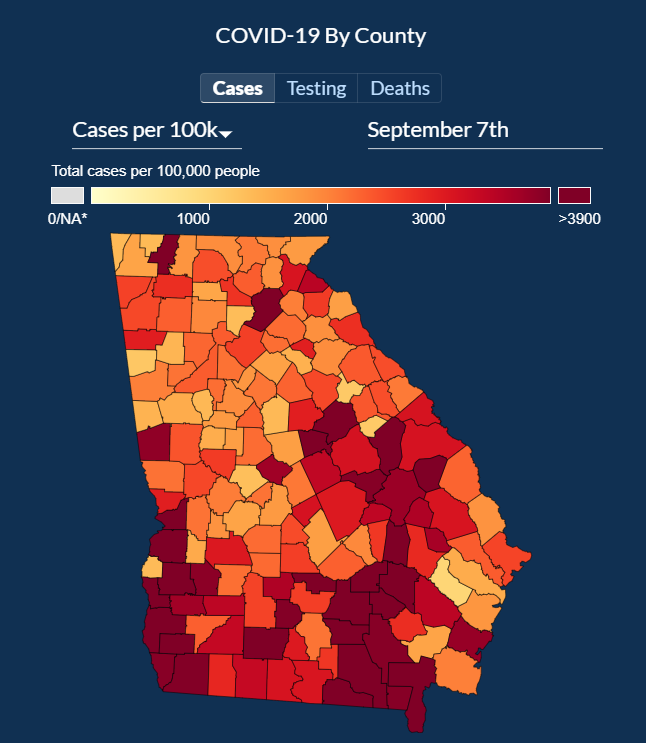 COVID-19 By County
Cases Testing Deaths
Cases per 100k September 7th
Total cases per 100,000 people
0/NA* 1000 2000 3000 >3900